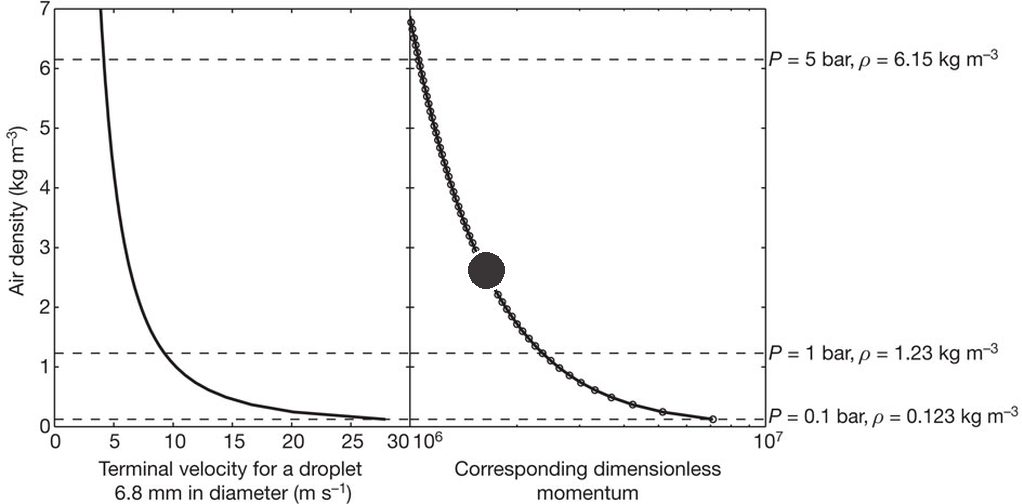 7
6
5
4
3
2
1
0
Air density (kg m⁻³)
P = 5 bar, ρ = 6.15 kg m⁻³
P = 1 bar, ρ = 1.23 kg m⁻³
P = 0.1 bar, ρ = 0.123 kg m⁻³
0 5 10 15 20 25 30 10⁶ 10⁷
Terminal velocity for a droplet
6.8 mm in diameter (m s⁻¹)
Corresponding dimensionless
momentum